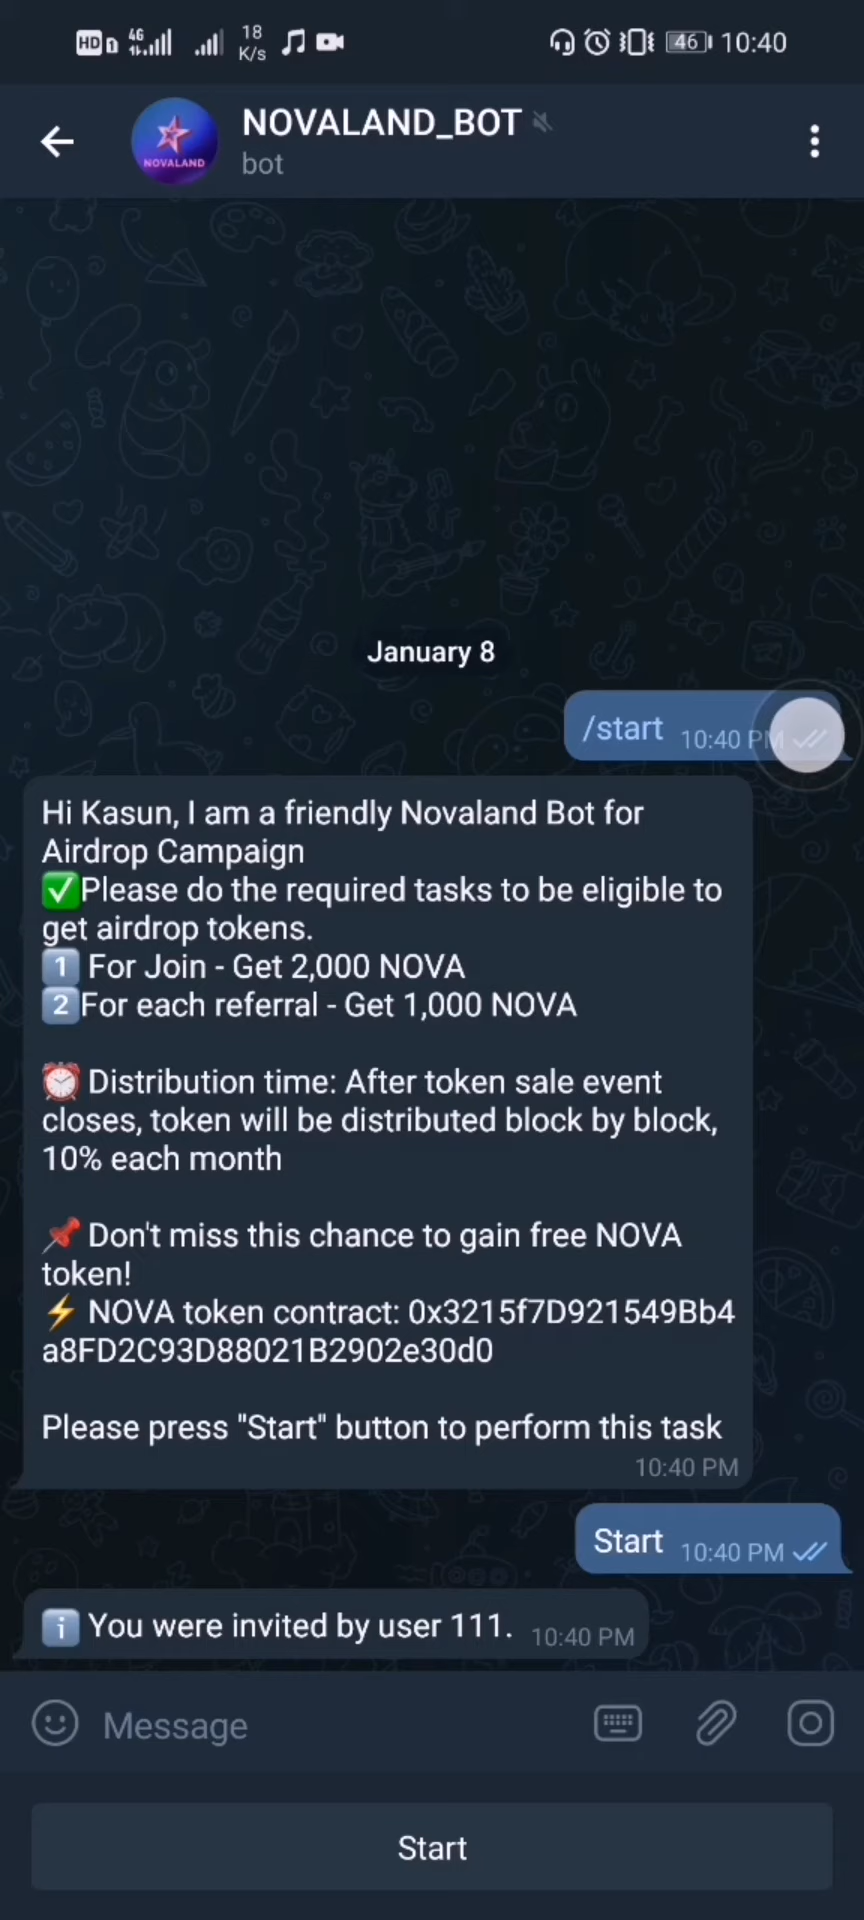 HD 1 4G 18 K/s 46 10:40
NOVALAND_BOT
NOVALAND
bot
January 8
/start 10:40 PM
Hi Kasun, I am a friendly Novaland Bot for
Airdrop Campaign
✅Please do the required tasks to be eligible to
get airdrop tokens.
1️⃣ For Join - Get 2,000 NOVA
2️⃣For each referral - Get 1,000 NOVA
⏰ Distribution time: After token sale event
closes, token will be distributed block by block,
10% each month
📌 Don't miss this chance to gain free NOVA
token!
⚡ NOVA token contract: 0x3215f7D921549Bb4
a8FD2C93D88021B2902e30d0
Please press "Start" button to perform this task
10:40 PM
Start 10:40 PM
ℹ️ You were invited by user 111. 10:40 PM
Message
Start